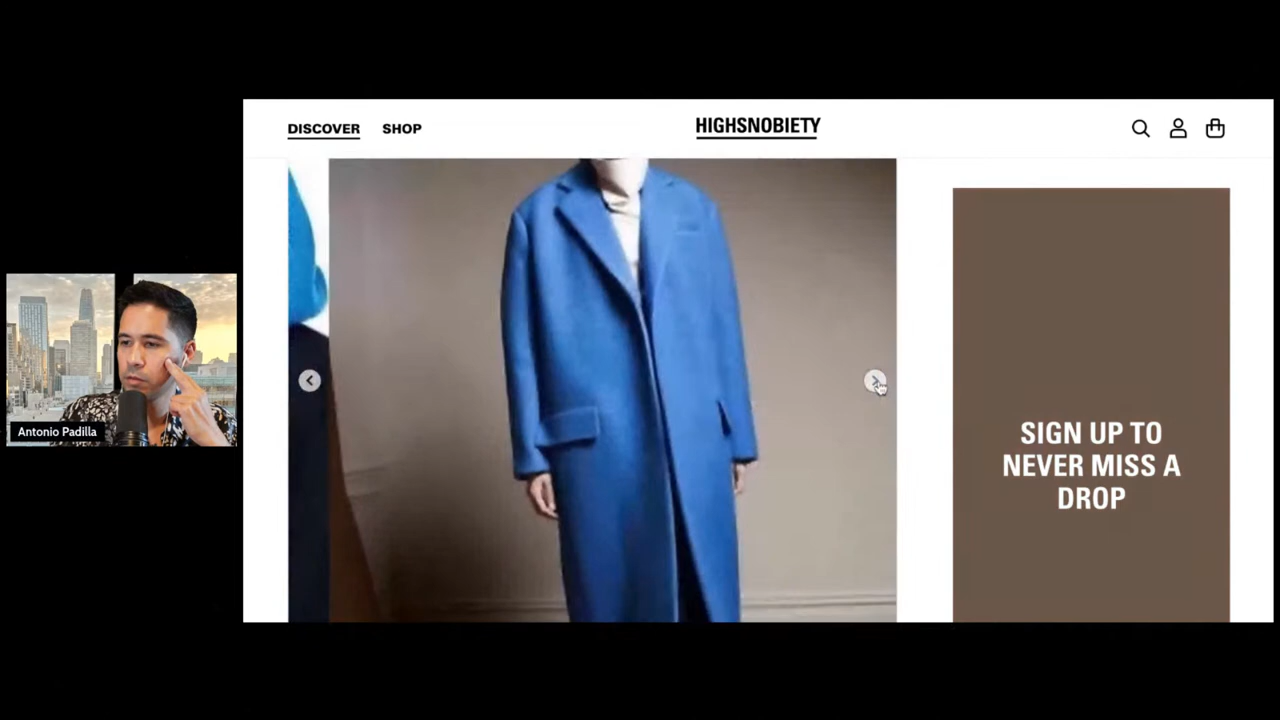 DISCOVER SHOP HIGHSNOBIETY
SIGN UP TO
NEVER MISS A
DROP
Antonio Padilla